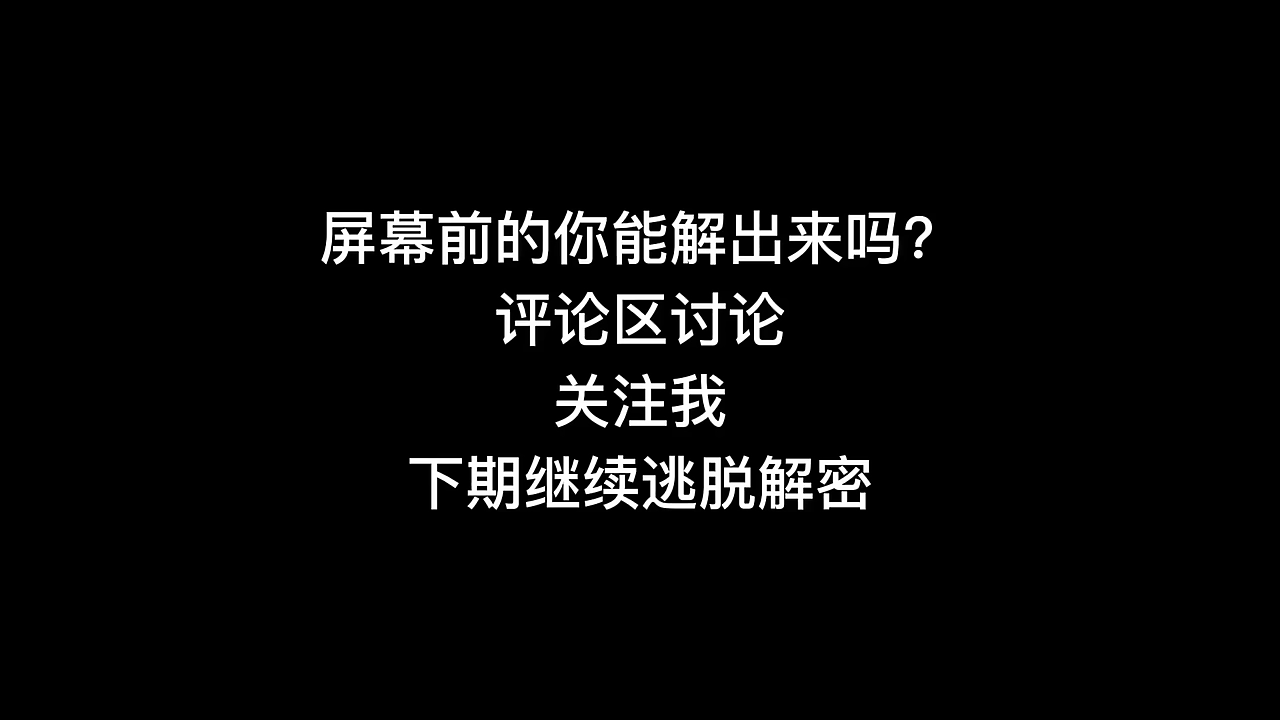 屏幕前的你能解出来吗?
评论区讨论
关注我
下期继续逃脱解密